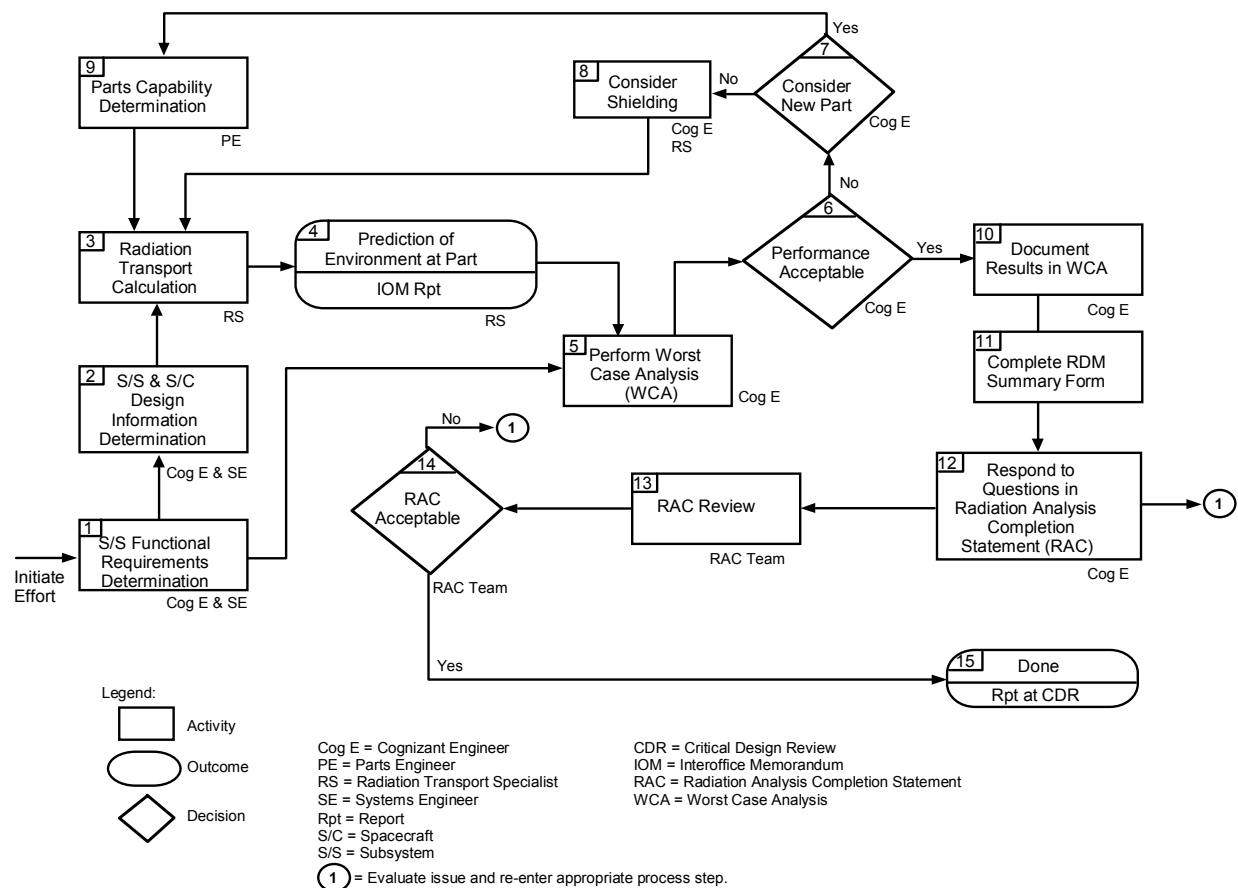 Yes
9
Parts Capability
Determination
PE
8
Consider
Shielding
Cog E
RS
No
7
Consider
New Part
Cog E
No
3
Radiation
Transport
Calculation
RS
4
Prediction of
Environment at Part
IOM Rpt
RS
6
Performance
Acceptable
Cog E
Yes
10
Document
Results in WCA
Cog E
5
Perform Worst
Case Analysis
(WCA)
Cog E
11
Complete RDM
Summary Form
2
S/S & S/C
Design
Information
Determination
Cog E & SE
No
1
14
RAC
Acceptable
RAC Team
13
RAC Review
RAC Team
12
Respond to
Questions in
Radiation Analysis
Completion
Statement (RAC)
Cog E
1
Initiate
Effort
1
S/S Functional
Requirements
Determination
Cog E & SE
Yes
15
Done
Rpt at CDR
Legend:
Activity
Outcome
Decision
Cog E = Cognizant Engineer
PE = Parts Engineer
RS = Radiation Transport Specialist
SE = Systems Engineer
Rpt = Report
S/C = Spacecraft
S/S = Subsystem
CDR = Critical Design Review
IOM = Interoffice Memorandum
RAC = Radiation Analysis Completion Statement
WCA = Worst Case Analysis
1 = Evaluate issue and re-enter appropriate process step.